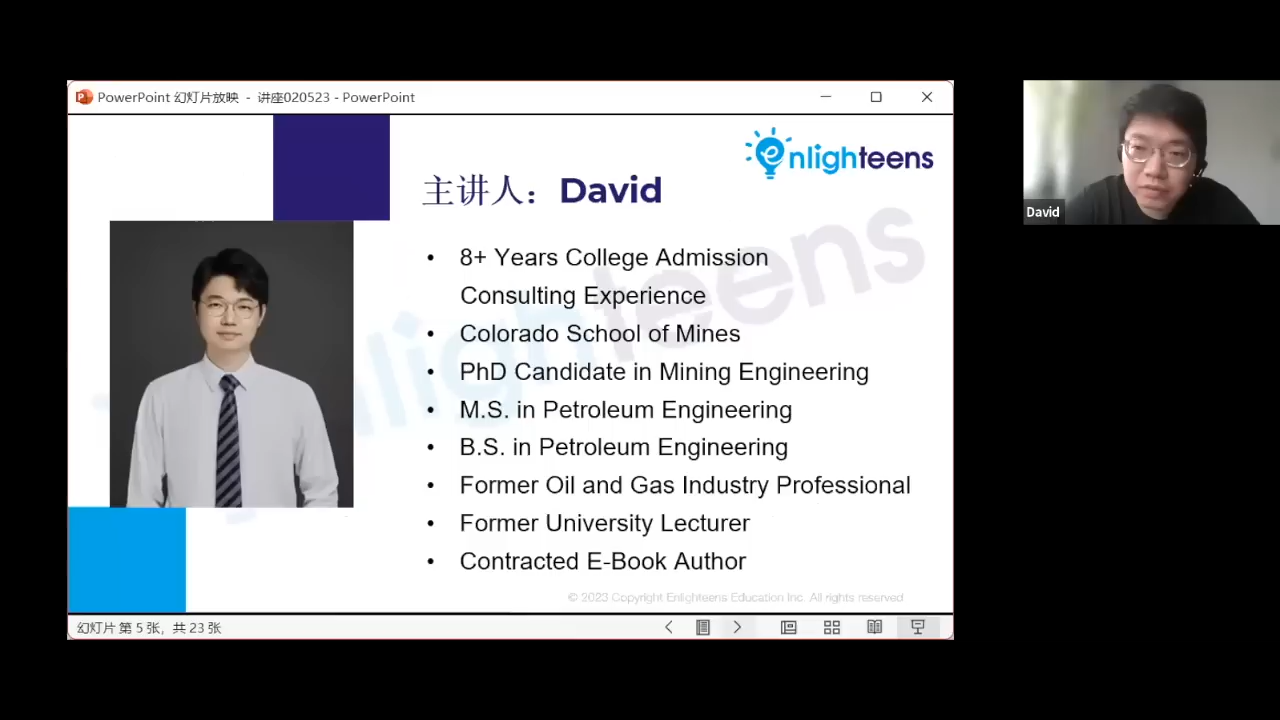 PowerPoint 幻灯片放映 - 讲座020523 - PowerPoint
enlighteens
主讲人：David
• 8+ Years College Admission
Consulting Experience
• Colorado School of Mines
• PhD Candidate in Mining Engineering
• M.S. in Petroleum Engineering
• B.S. in Petroleum Engineering
• Former Oil and Gas Industry Professional
• Former University Lecturer
• Contracted E-Book Author
© 2023 Copyright Enlighteens Education Inc. All rights reserved
幻灯片 第 5 张，共 23 张
David